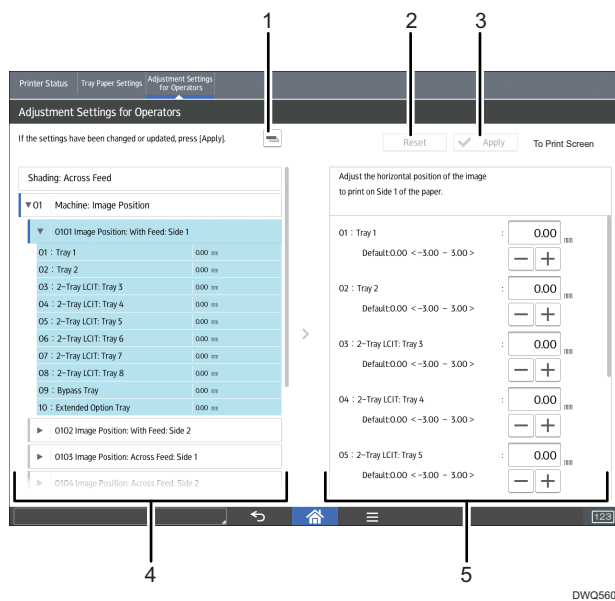 1
2
3
Printer Status
Tray Paper Settings
Adjustment Settings
for Operators
Adjustment Settings for Operators
If the settings have been changed or updated, press [Apply].
Reset
Apply
To Print Screen
Shading: Across Feed
▼01 Machine: Image Position
▼ 0101 Image Position: With Feed: Side 1
01 : Tray 1 0.00 mm
02 : Tray 2 0.00 mm
03 : 2-Tray LCIT: Tray 3 0.00 mm
04 : 2-Tray LCIT: Tray 4 0.00 mm
05 : 2-Tray LCIT: Tray 5 0.00 mm
06 : 2-Tray LCIT: Tray 6 0.00 mm
07 : 2-Tray LCIT: Tray 7 0.00 mm
08 : 2-Tray LCIT: Tray 8 0.00 mm
09 : Bypass Tray 0.00 mm
10 : Extended Option Tray 0.00 mm
▶ 0102 Image Position: With Feed: Side 2
▶ 0103 Image Position: Across Feed: Side 1
▶ 0104 Image Position: Across Feed: Side 2
Adjust the horizontal position of the image
to print on Side 1 of the paper.
01 : Tray 1 : 0.00 mm
Default:0.00 < -3.00 - 3.00 > − +
02 : Tray 2 : 0.00 mm
Default:0.00 < -3.00 - 3.00 > − +
03 : 2-Tray LCIT: Tray 3 : 0.00 mm
Default:0.00 < -3.00 - 3.00 > − +
04 : 2-Tray LCIT: Tray 4 : 0.00 mm
Default:0.00 < -3.00 - 3.00 > − +
05 : 2-Tray LCIT: Tray 5 : 0.00 mm
Default:0.00 < -3.00 - 3.00 > − +
123
4
5
DWQ560